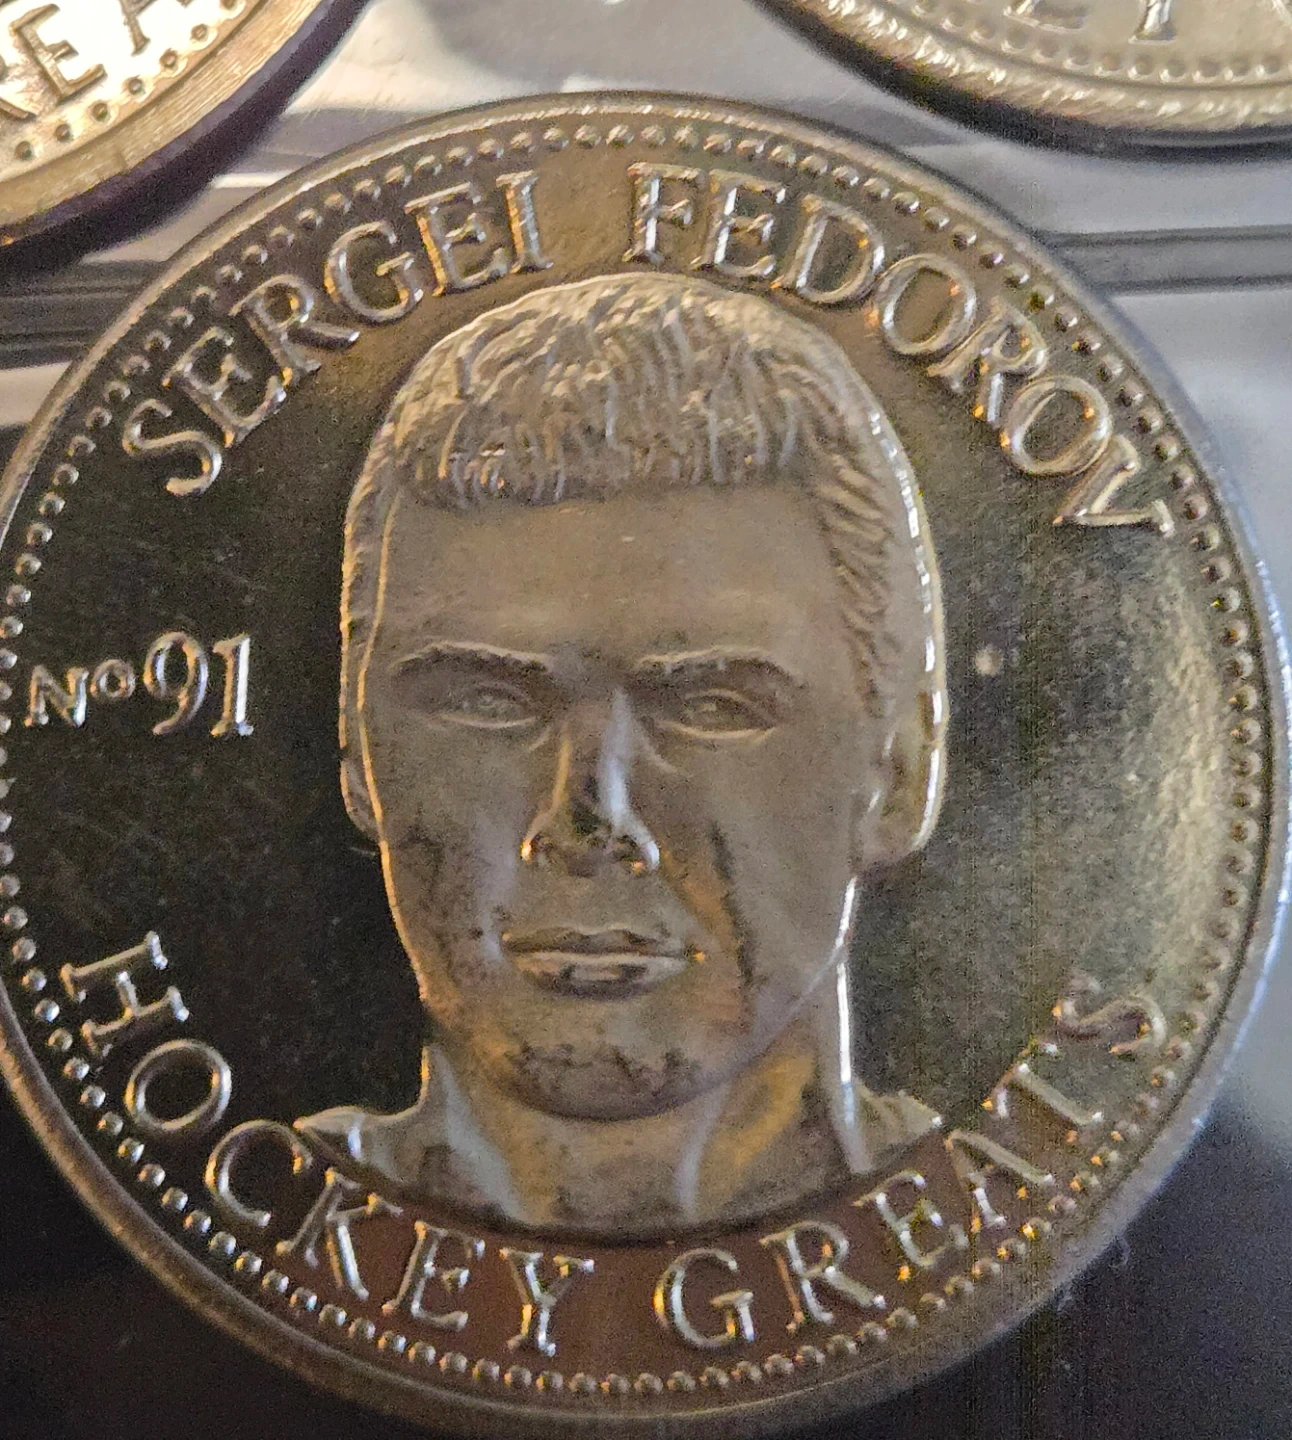 SERGEI FEDOROV
Nº91
HOCKEY GREATS